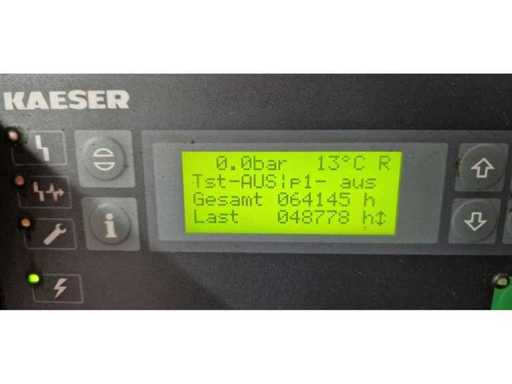 KAESER
0.0bar 13°C R
Tst-AUS¦p1- aus
Gesamt 064145 h
Last 048778 h↕